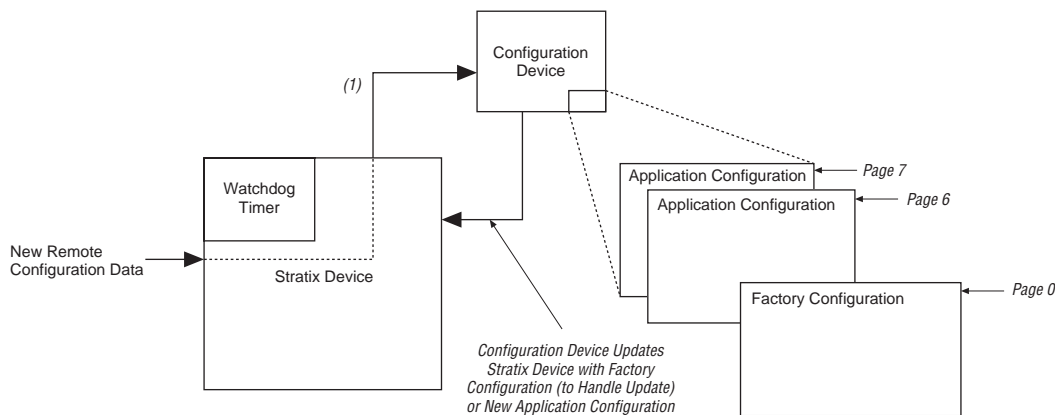 Configuration
Device
(1)
Watchdog
Timer
New Remote
Configuration Data
Stratix Device
Application Configuration
Page 7
Application Configuration
Page 6
Factory Configuration
Page 0
Configuration Device Updates
Stratix Device with Factory
Configuration (to Handle Update)
or New Application Configuration